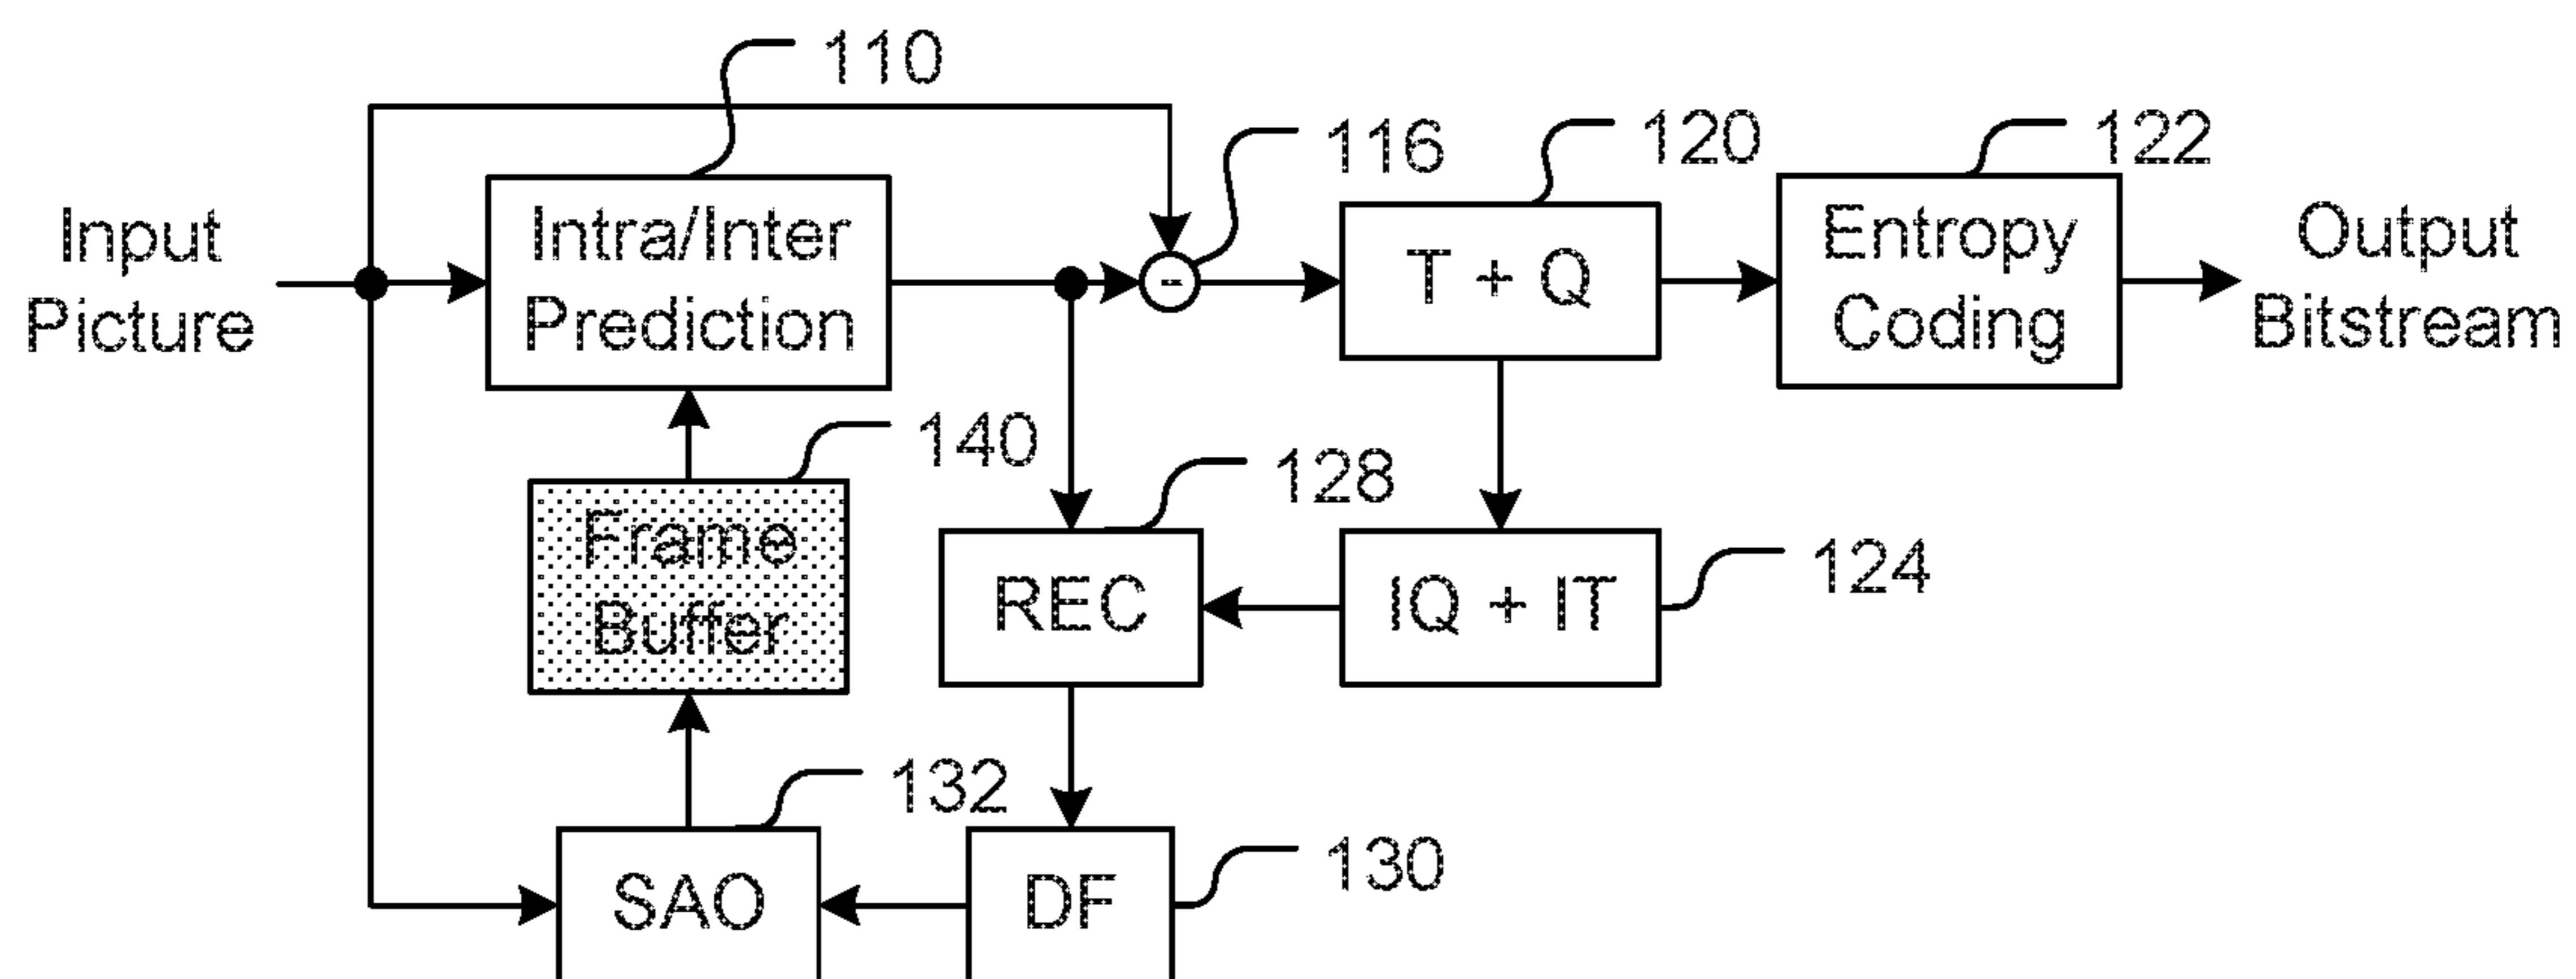 110
116
120
122
Input
Picture
Intra/Inter
Prediction
-
T + Q
Entropy
Coding
Output
Bitstream
140
Frame
Buffer
128
REC
IQ + IT
124
132
SAO
DF
130